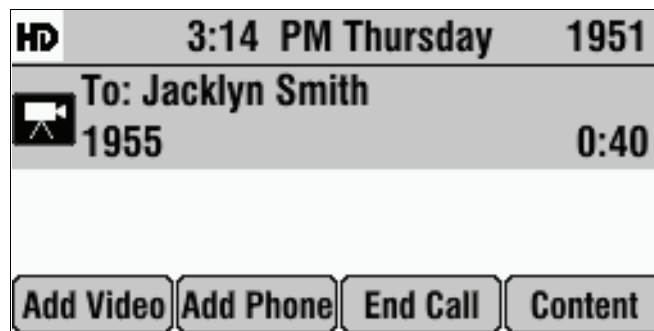 HD 3:14 PM Thursday 1951
To: Jacklyn Smith
1955 0:40
Add Video Add Phone End Call Content